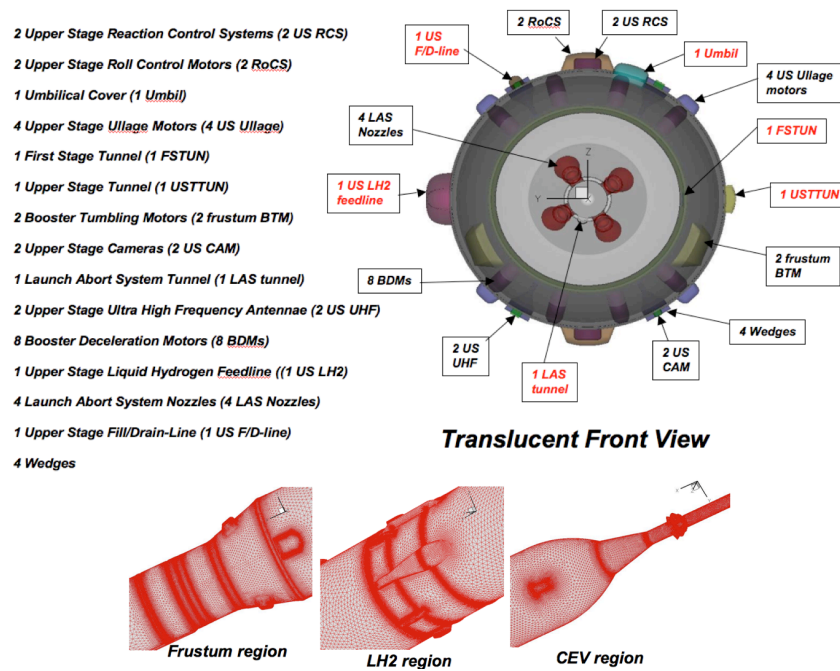 2 Upper Stage Reaction Control Systems (2 US RCS)
2 Upper Stage Roll Control Motors (2 RoCS)
1 Umbilical Cover (1 Umbil)
4 Upper Stage Ullage Motors (4 US Ullage)
1 First Stage Tunnel (1 FSTUN)
1 Upper Stage Tunnel (1 USTTUN)
2 Booster Tumbling Motors (2 frustum BTM)
2 Upper Stage Cameras (2 US CAM)
1 Launch Abort System Tunnel (1 LAS tunnel)
2 Upper Stage Ultra High Frequency Antennae (2 US UHF)
8 Booster Deceleration Motors (8 BDMs)
1 Upper Stage Liquid Hydrogen Feedline ((1 US LH2)
4 Launch Abort System Nozzles (4 LAS Nozzles)
1 Upper Stage Fill/Drain-Line (1 US F/D-line)
4 Wedges
1 US
F/D-line
2 RoCS
2 US RCS
1 Umbil
4 US Ullage
motors
4 LAS
Nozzles
1 FSTUN
Z
Y
1 US LH2
feedline
1 USTTUN
2 frustum
BTM
8 BDMs
4 Wedges
2 US
UHF
2 US
CAM
1 LAS
tunnel
Translucent Front View
Frustum region
LH2 region
CEV region